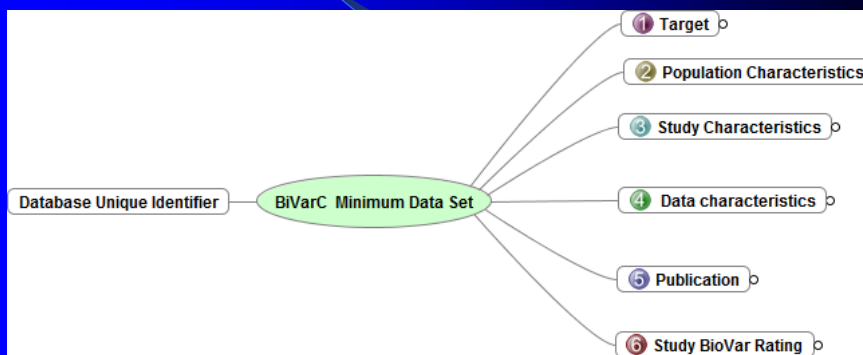 1 Target
2 Population Characteristics
3 Study Characteristics
Database Unique Identifier
BiVarC Minimum Data Set
4 Data characteristics
5 Publication
6 Study BioVar Rating